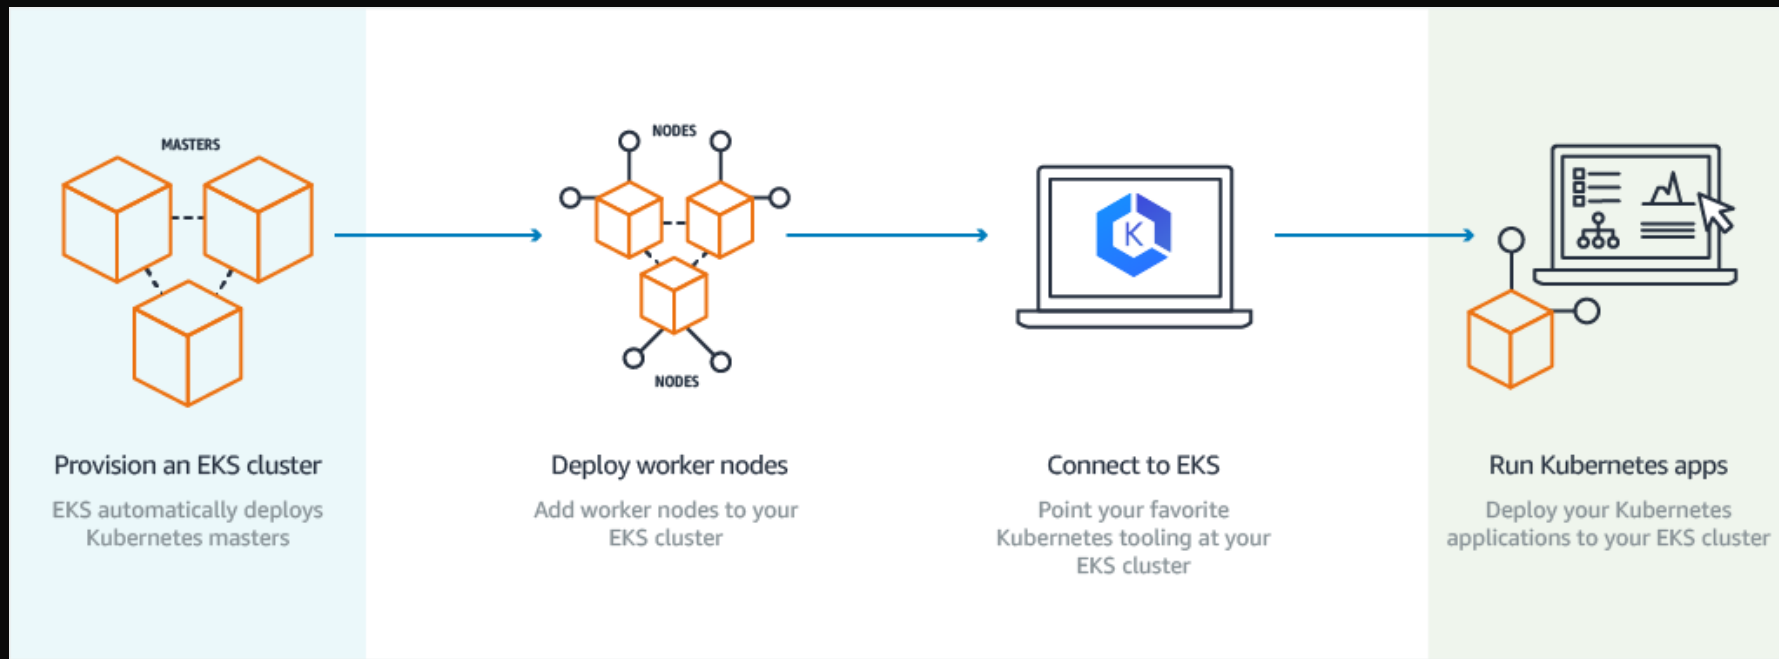 MASTERS
Provision an EKS cluster
EKS automatically deploys
Kubernetes masters
NODES
NODES
Deploy worker nodes
Add worker nodes to your
EKS cluster
K
Connect to EKS
Point your favorite
Kubernetes tooling at your
EKS cluster
Run Kubernetes apps
Deploy your Kubernetes
applications to your EKS cluster